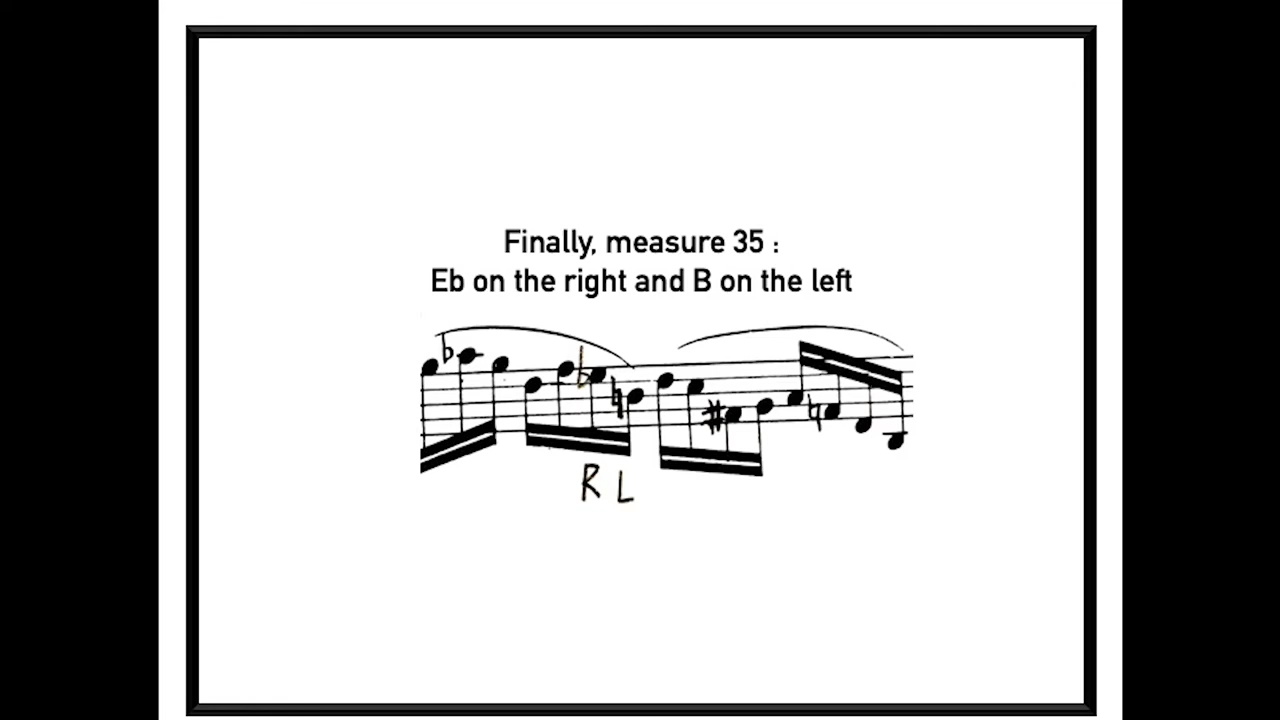 Finally, measure 35 :
Eb on the right and B on the left
R L